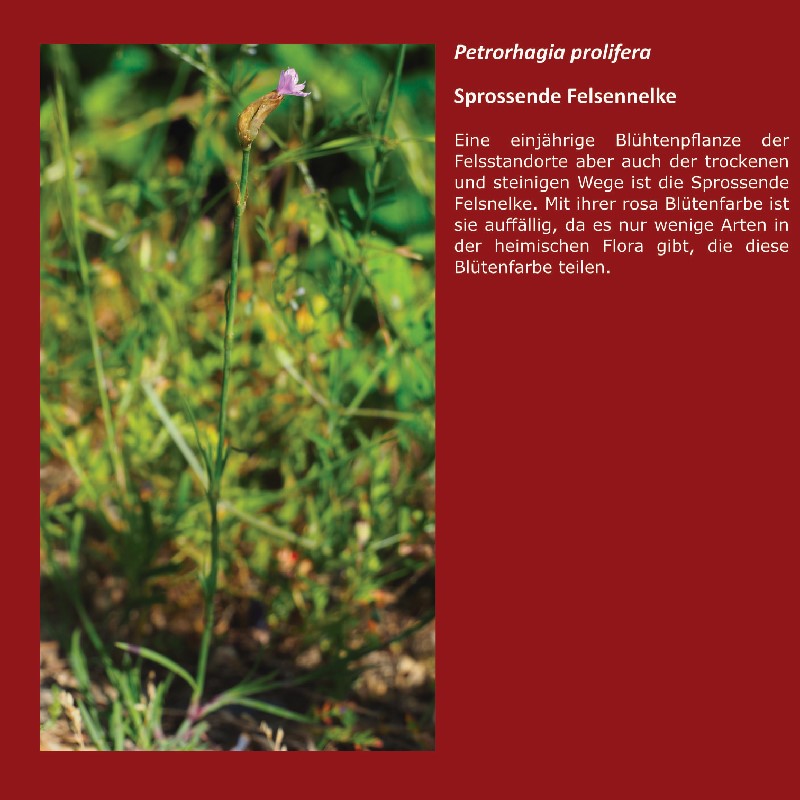 Petrorhagia prolifera
Sprossende Felsennelke
Eine einjährige Blühtenpflanze der
Felsstandorte aber auch der trockenen
und steinigen Wege ist die Sprossende
Felsnelke. Mit ihrer rosa Blütenfarbe ist
sie auffällig, da es nur wenige Arten in
der heimischen Flora gibt, die diese
Blütenfarbe teilen.